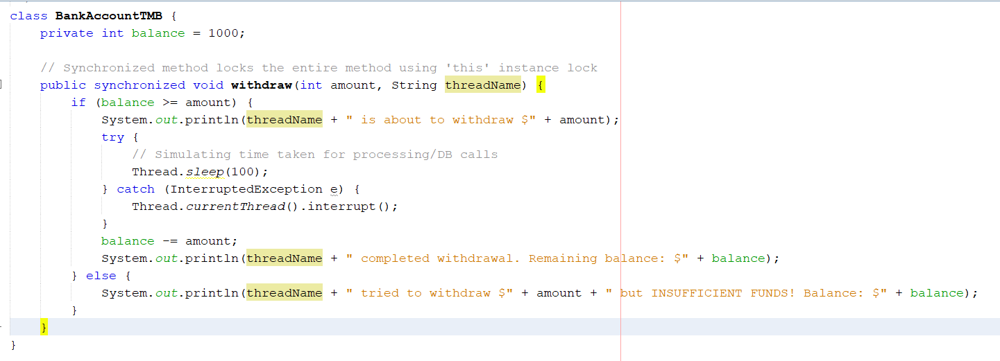 class BankAccountTMB {
    private int balance = 1000;

    // Synchronized method locks the entire method using 'this' instance lock
    public synchronized void withdraw(int amount, String threadName) {
        if (balance >= amount) {
            System.out.println(threadName + " is about to withdraw $" + amount);
            try {
                // Simulating time taken for processing/DB calls
                Thread.sleep(100);
            } catch (InterruptedException e) {
                Thread.currentThread().interrupt();
            }
            balance -= amount;
            System.out.println(threadName + " completed withdrawal. Remaining balance: $" + balance);
        } else {
            System.out.println(threadName + " tried to withdraw $" + amount + " but INSUFFICIENT FUNDS! Balance: $" + balance);
        }
    }
}